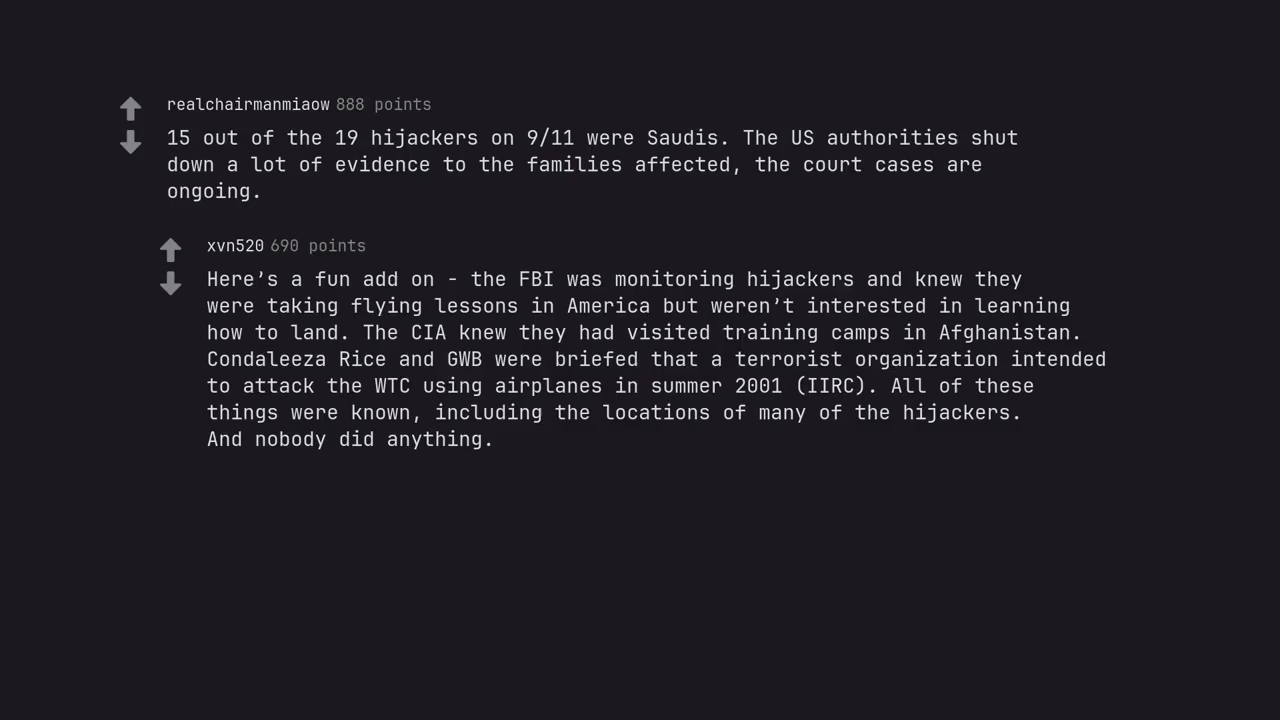 realchairmanmiaow 888 points
15 out of the 19 hijackers on 9/11 were Saudis. The US authorities shut
down a lot of evidence to the families affected, the court cases are
ongoing.
xvn520 690 points
Here’s a fun add on - the FBI was monitoring hijackers and knew they
were taking flying lessons in America but weren’t interested in learning
how to land. The CIA knew they had visited training camps in Afghanistan.
Condaleeza Rice and GWB were briefed that a terrorist organization intended
to attack the WTC using airplanes in summer 2001 (IIRC). All of these
things were known, including the locations of many of the hijackers.
And nobody did anything.